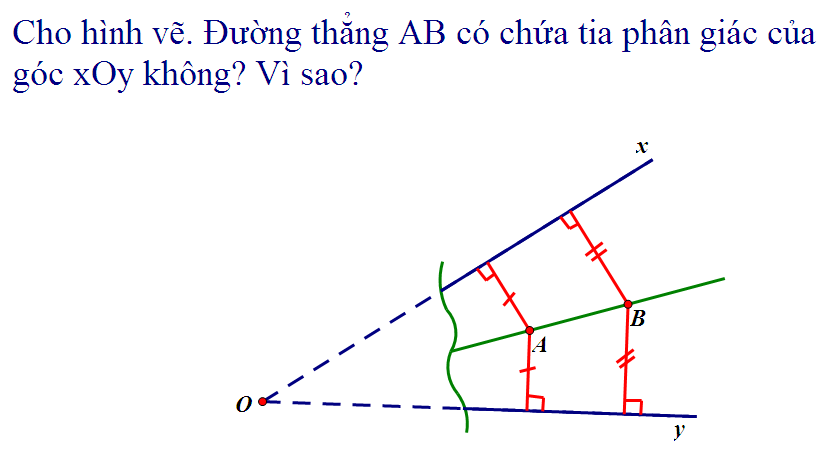 Cho hình vẽ. Đường thẳng AB có chứa tia phân giác của
góc xOy không? Vì sao?
x
B
A
O
y